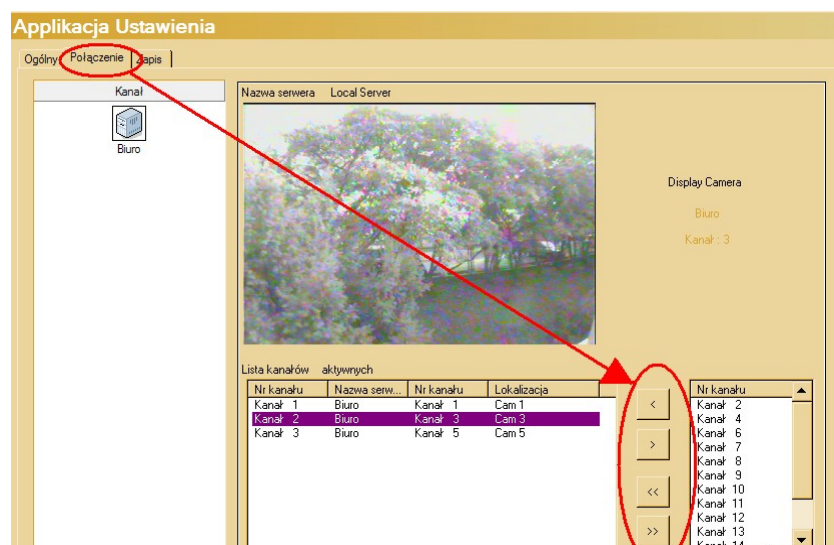 Applikacja Ustawienia
Ogólny Połączenie Zapis
Kanał
Biuro
Nazwa serwera Local Server
Display Camera
Biuro
Kanał : 3
Lista kanałów aktywnych
Nr kanału Nazwa serw... Nr kanału Lokalizacja
Kanał 1 Biuro Kanał 1 Cam 1
Kanał 2 Biuro Kanał 3 Cam 3
Kanał 3 Biuro Kanał 5 Cam 5
<
>
<<
>>
Nr kanału
Kanał 2
Kanał 4
Kanał 6
Kanał 7
Kanał 8
Kanał 9
Kanał 10
Kanał 11
Kanał 12
Kanał 13
Kanał 14